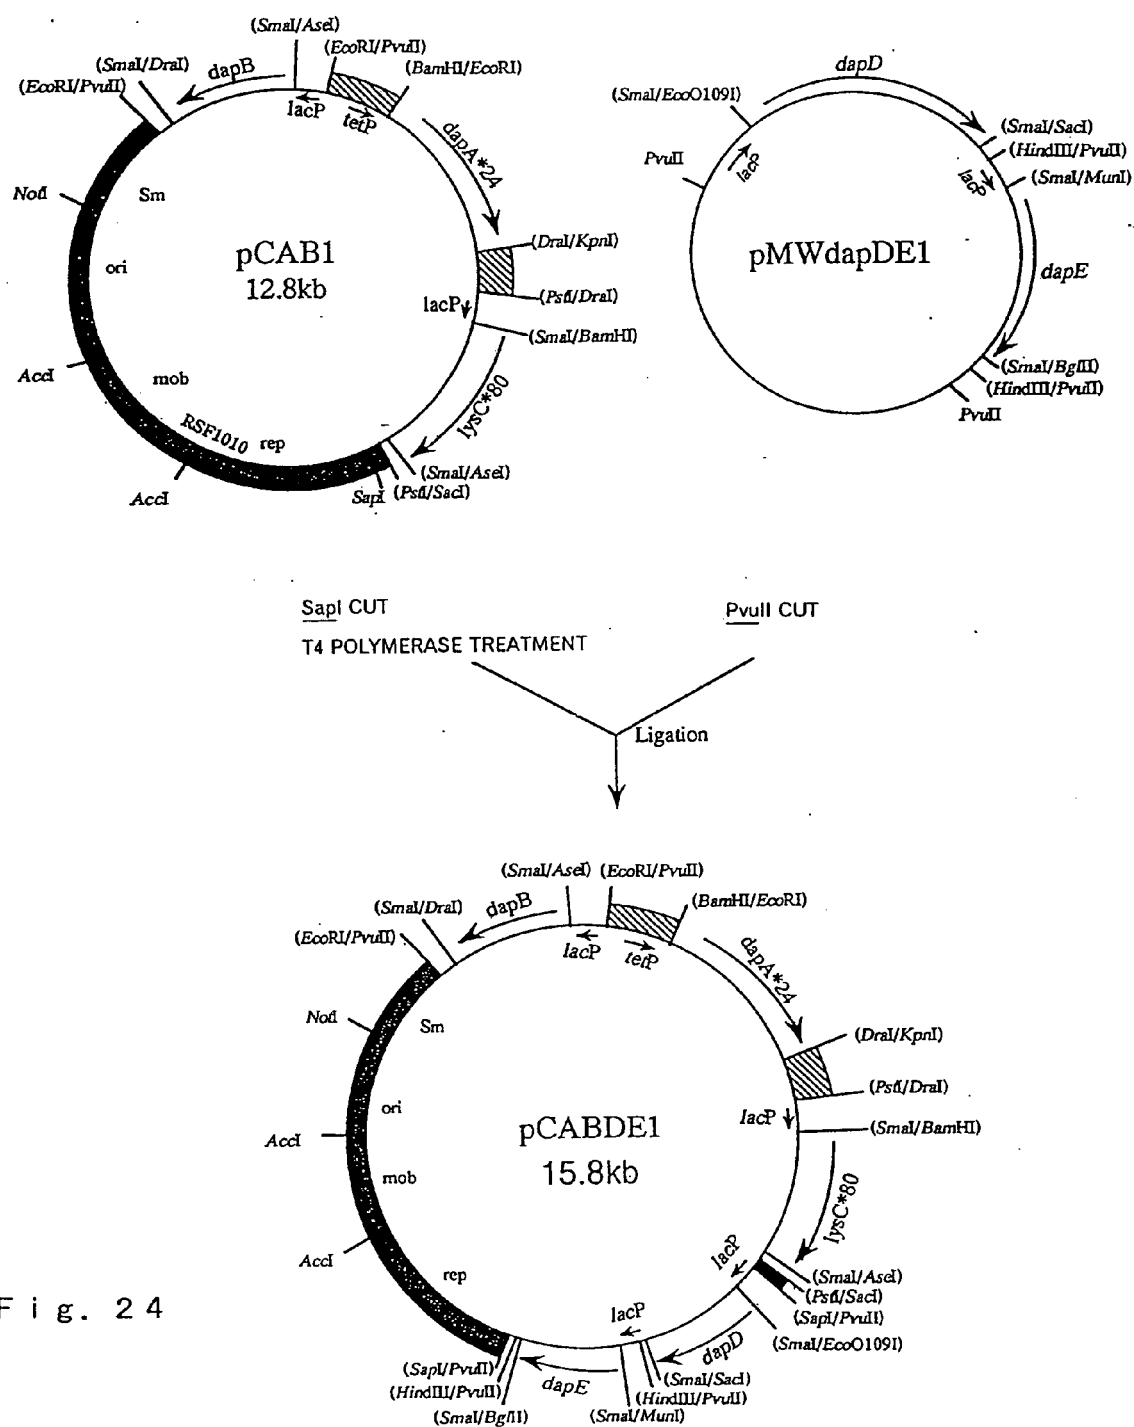 (SmaI/AseI)
(EcoRI/PvuII)
(SmaI/DraI)
dapB
(BamHI/EcoRI)
(EcoRI/PvuII)
lacP
tetP
dapA*24
NotI
Sm
(DraI/KpnI)
pCAB1
12.8kb
ori
(PstI/DraI)
lacP
(SmaI/BamHI)
AccI
mob
lysC*80
RSF1010
rep
(SmaI/AseI)
AccI
SapI
(PstI/SacI)
dapD
(SmaI/EcoO109I)
(SmaI/SacI)
(HindIII/PvuII)
PvuII
lacP
lacP
(SmaI/MunI)
pMWdapDE1
dapE
(SmaI/BglII)
(HindIII/PvuII)
PvuII
SapI CUT
PvuII CUT
T4 POLYMERASE TREATMENT
Ligation
(SmaI/AseI)
(EcoRI/PvuII)
(SmaI/DraI)
dapB
(BamHI/EcoRI)
(EcoRI/PvuII)
lacP
tetP
dapA*24
NotI
Sm
(DraI/KpnI)
(PstI/DraI)
ori
lacP
AccI
pCABDE1
(SmaI/BamHI)
15.8kb
mob
lysC*80
AccI
lacP
rep
(SmaI/AseI)
(PstI/SacI)
(SapI/PvuII)
lacP
(SmaI/EcoO109I)
dapD
(SapI/PvuII)
(SmaI/SacI)
dapE
(HindIII/PvuII)
(HindIII/PvuII)
(SmaI/BglII)
(SmaI/MunI)
Fig. 24